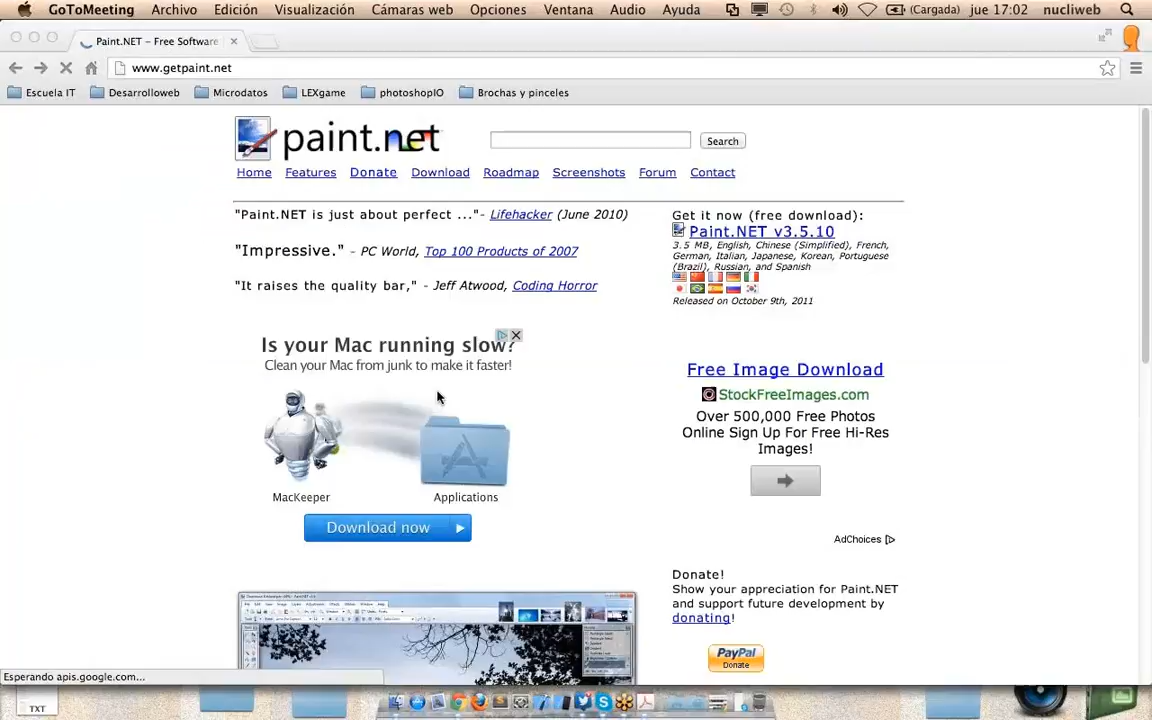 GoToMeeting Archivo Edición Visualización Cámaras web Opciones Ventana Audio Ayuda (Cargada) jue 17:02 nucliweb
Paint.NET – Free Software
www.getpaint.net
Escuela IT Desarrolloweb Microdatos LEXgame photoshopIO Brochas y pinceles
paint.net Search
Home Features Donate Download Roadmap Screenshots Forum Contact
"Paint.NET is just about perfect ..."- Lifehacker (June 2010)
"Impressive." - PC World, Top 100 Products of 2007
"It raises the quality bar," - Jeff Atwood, Coding Horror
Get it now (free download):
Paint.NET v3.5.10
3.5 MB, English, Chinese (Simplified), French,
German, Italian, Japanese, Korean, Portuguese
(Brazil), Russian, and Spanish
Released on October 9th, 2011
Is your Mac running slow?
Clean your Mac from junk to make it faster!
MacKeeper Applications
Download now
Free Image Download
StockFreeImages.com
Over 500,000 Free Photos
Online Sign Up For Free Hi-Res
Images!
AdChoices
Donate!
Show your appreciation for Paint.NET
and support future development by
donating!
PayPal
Donate
Esperando apis.google.com...
TXT